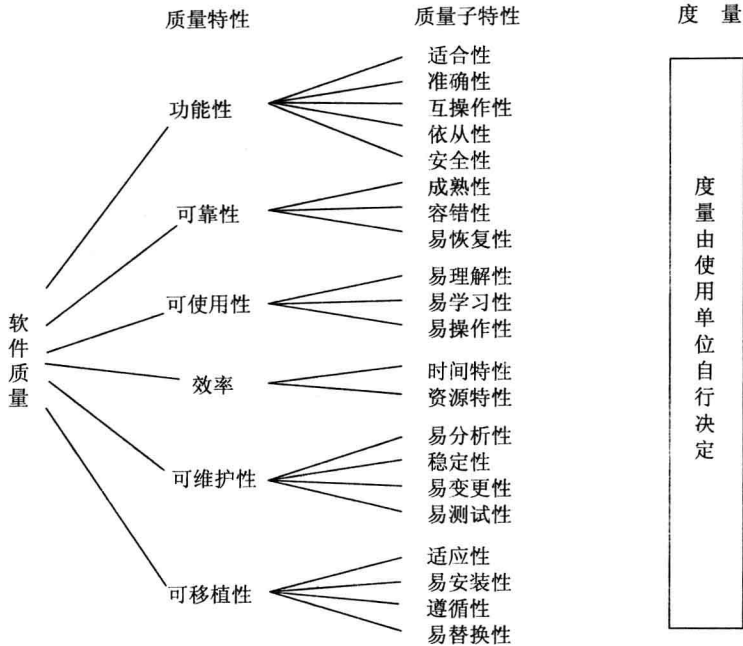 质量特性
质量子特性
度 量
软件质量
功能性
适合性
准确性
互操作性
依从性
安全性
可靠性
成熟性
容错性
易恢复性
可使用性
易理解性
易学习性
易操作性
效率
时间特性
资源特性
可维护性
易分析性
稳定性
易变更性
易测试性
可移植性
适应性
易安装性
遵循性
易替换性
度量由使用单位自行决定